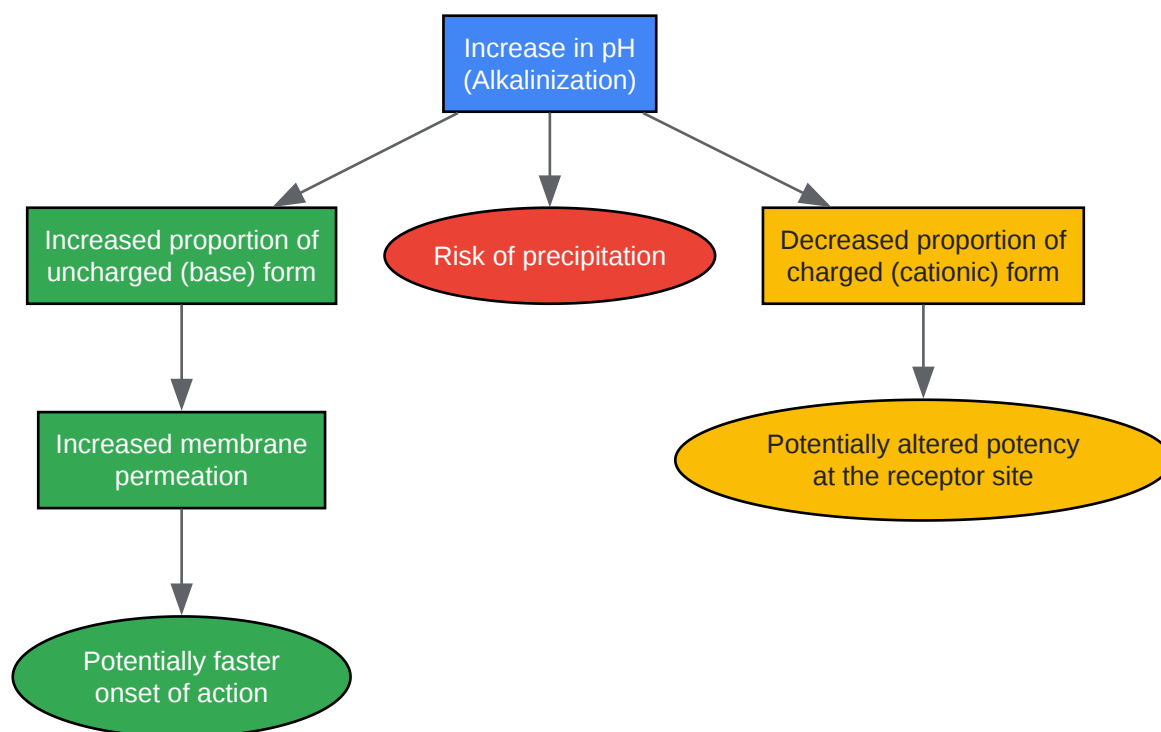 Increase in pH
(Alkalinization)
Increased proportion of
uncharged (base) form
Risk of precipitation
Decreased proportion of
charged (cationic) form
Increased membrane
permeation
Potentially altered potency
at the receptor site
Potentially faster
onset of action